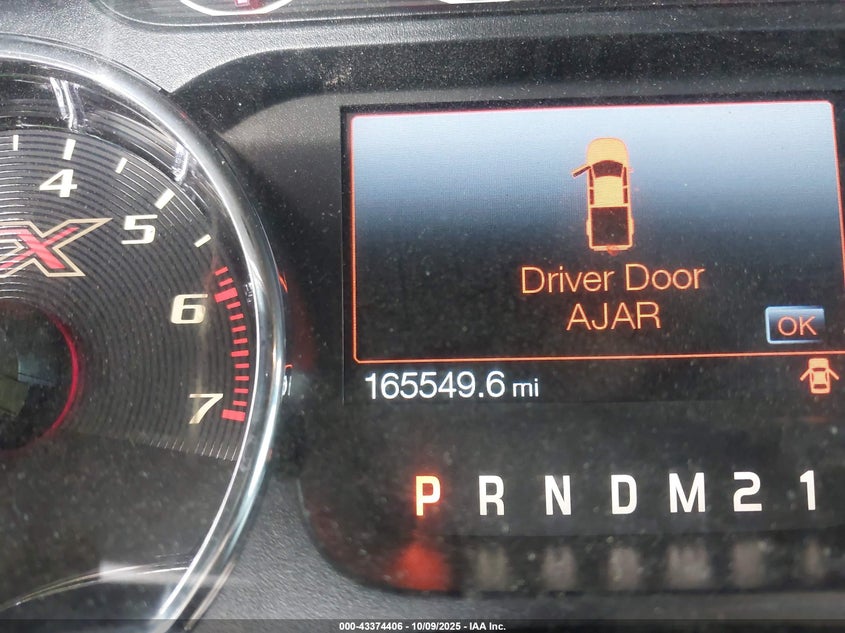 4
5
6
7
FX
Driver Door
AJAR
OK
165549.6 mi
P R N D M 2 1
000-43374406 - 10/09/2025 - IAA Inc.